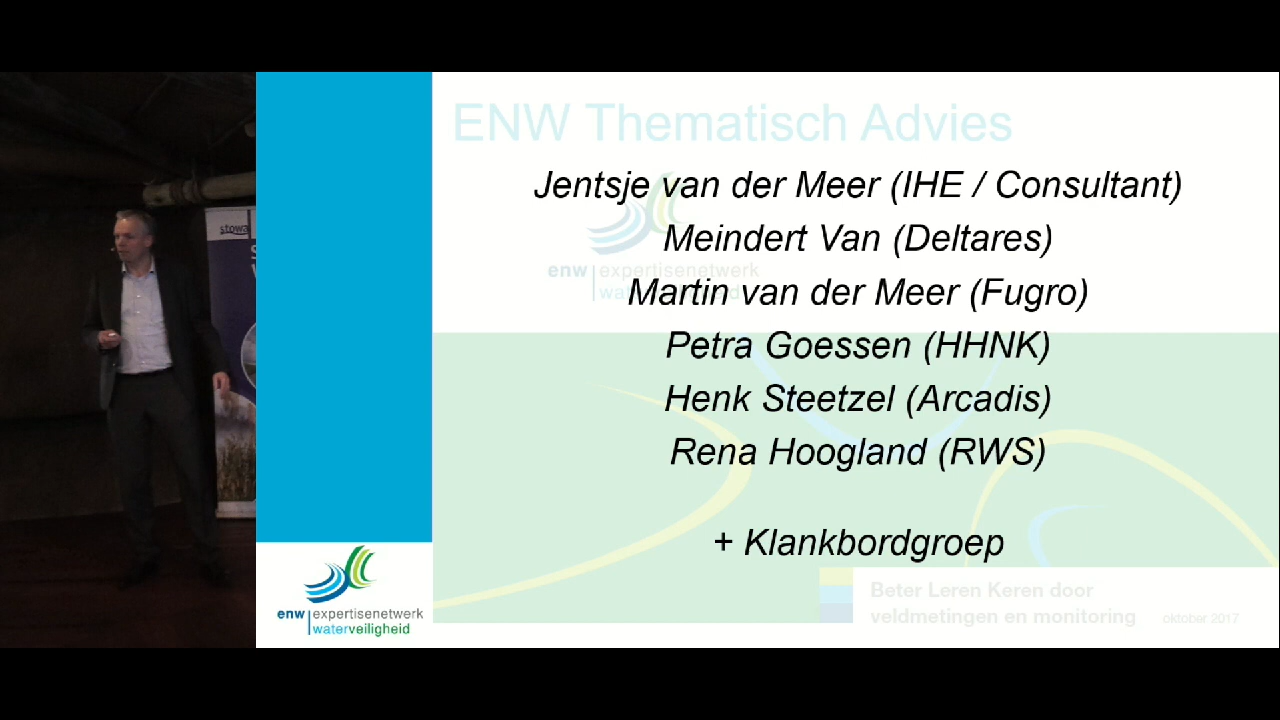 ENW Thematisch Advies
Jentsje van der Meer (IHE / Consultant)
Meindert Van (Deltares)
enw expertisenetwerk
Martin van der Meer (Fugro)
Petra Goessen (HHNK)
Henk Steetzel (Arcadis)
Rena Hoogland (RWS)
+ Klankbordgroep
Beter Leren Keren door
veldmetingen en monitoring
oktober 2017
enw expertisenetwerk
waterveiligheid
stowa